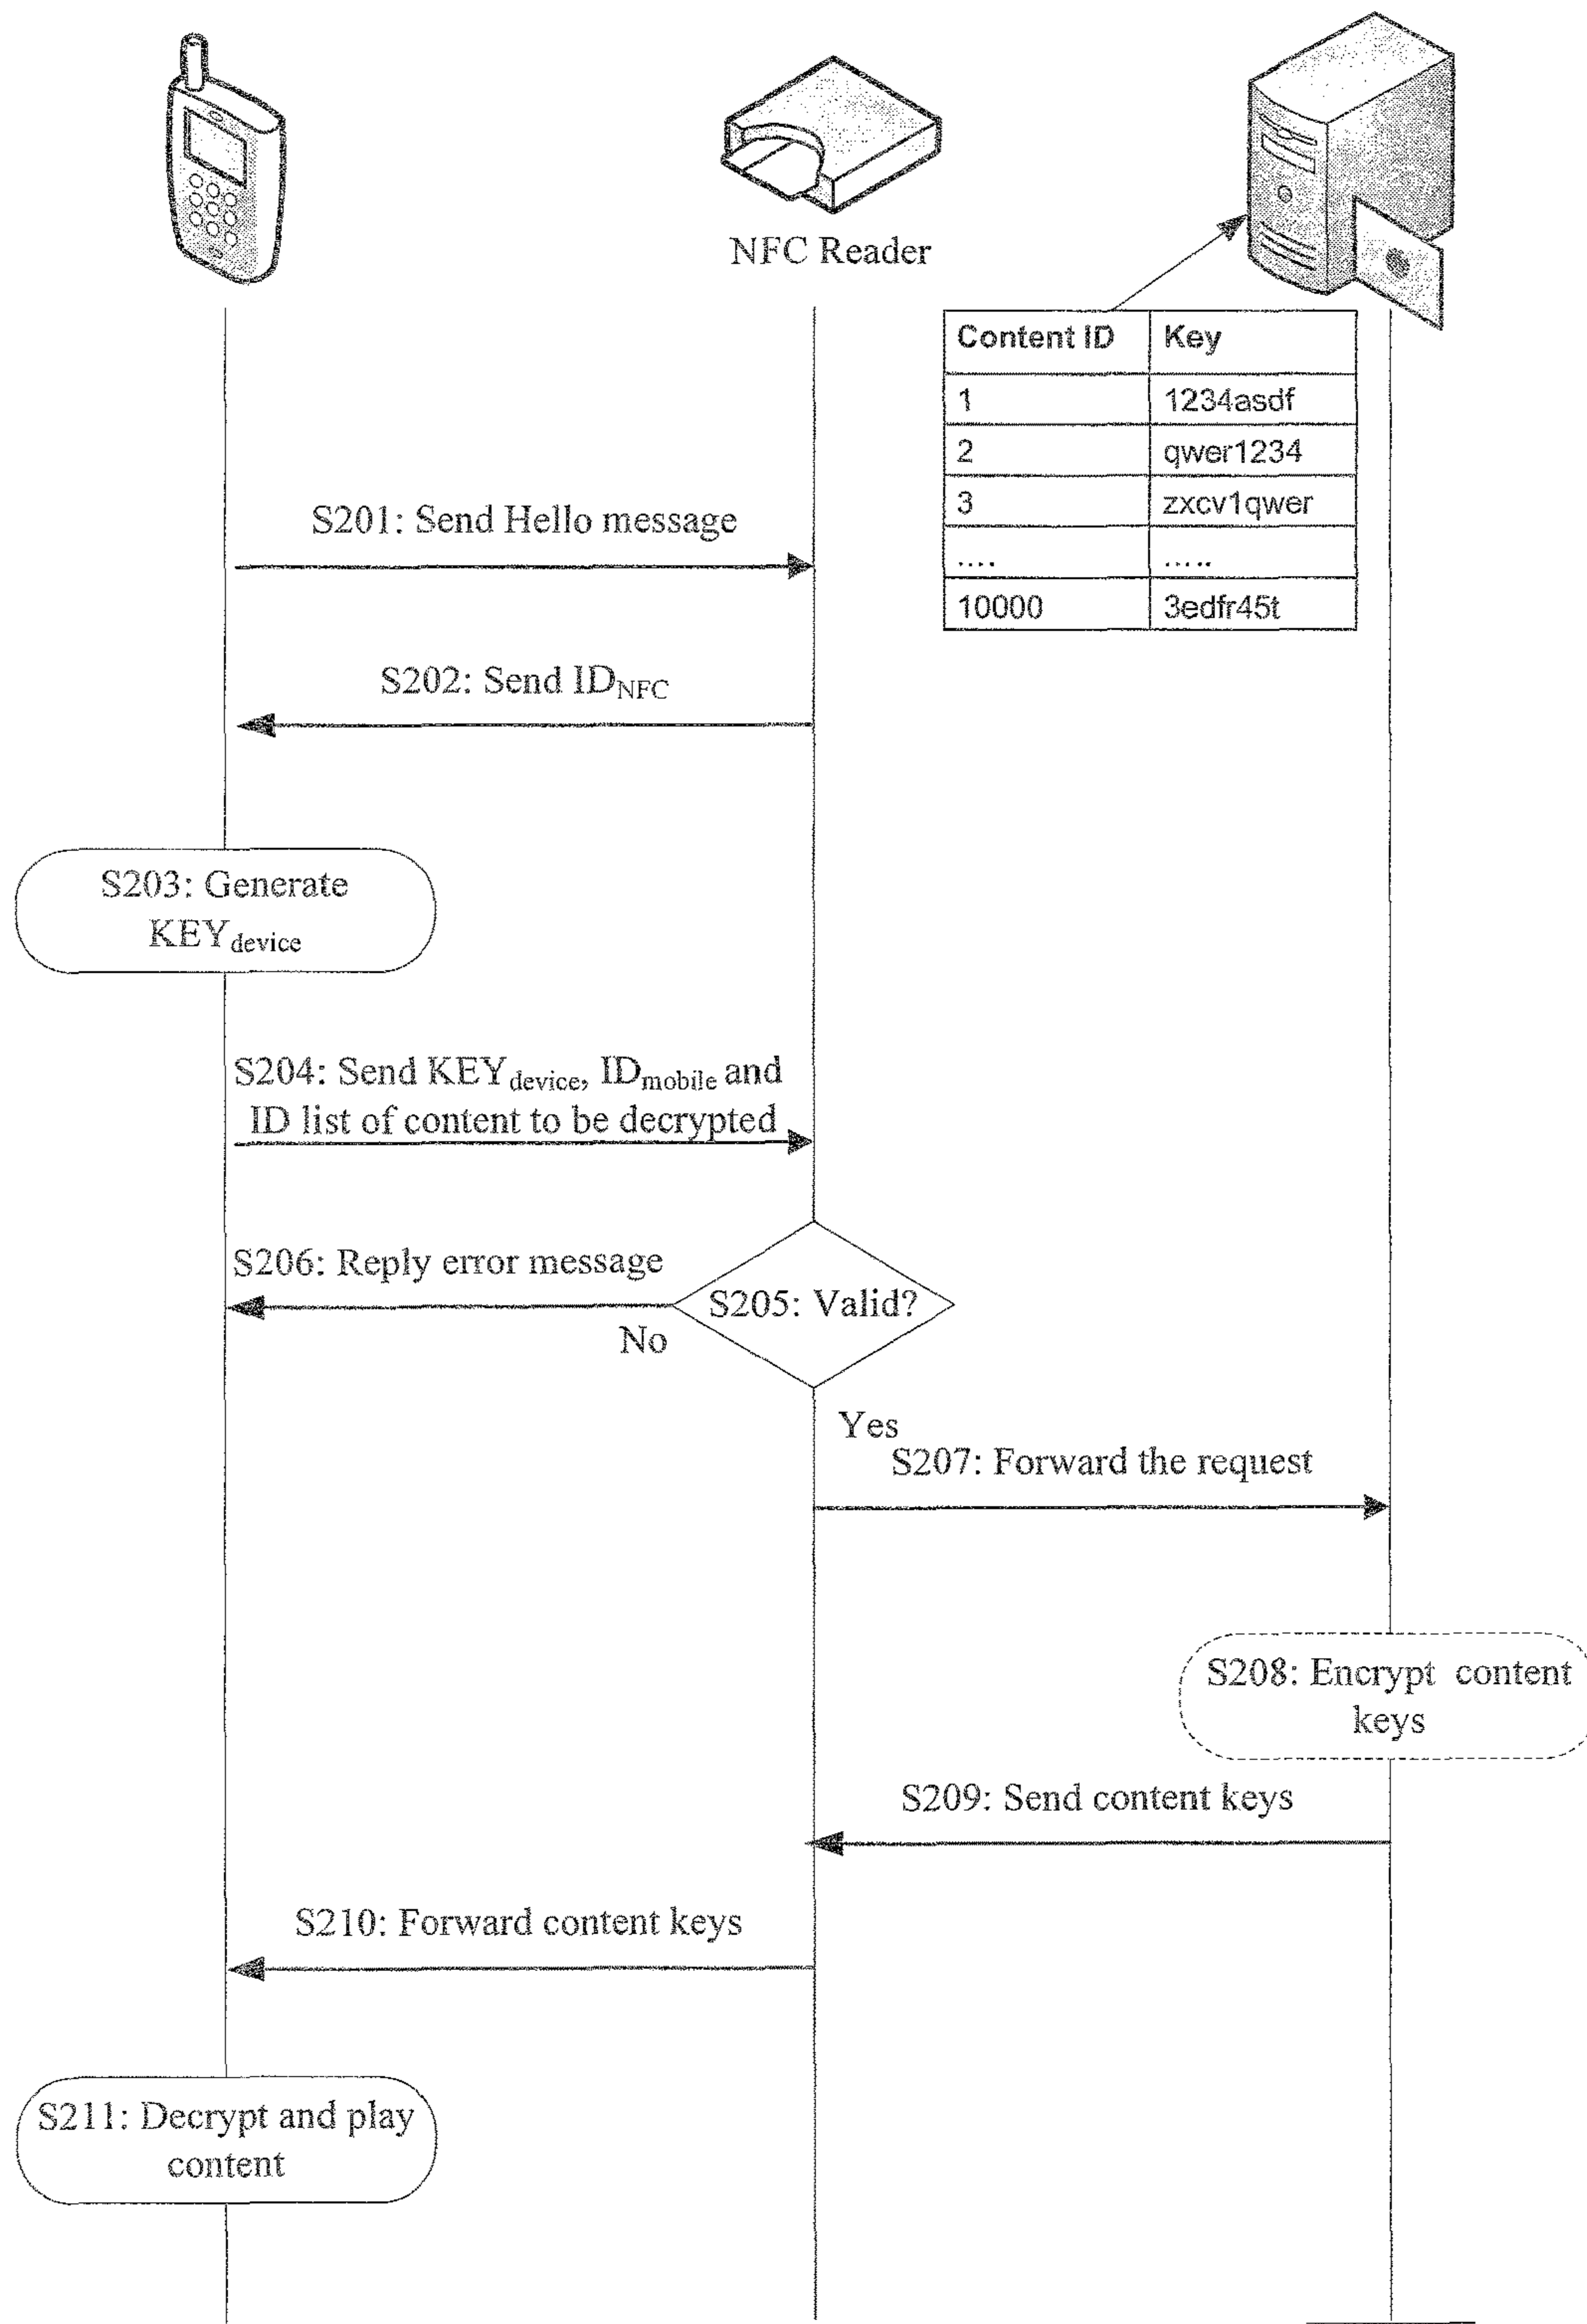 NFC Reader
Content ID Key
1 1234asdf
2 qwer1234
3 zxcv1qwer
.... .....
10000 3edfr45t
S201: Send Hello message
S202: Send IDNFC
S203: Generate
KEYdevice
S204: Send KEYdevice, IDmobile and
ID list of content to be decrypted
S206: Reply error message
S205: Valid?
No
Yes
S207: Forward the request
S208: Encrypt content
keys
S209: Send content keys
S210: Forward content keys
S211: Decrypt and play
content